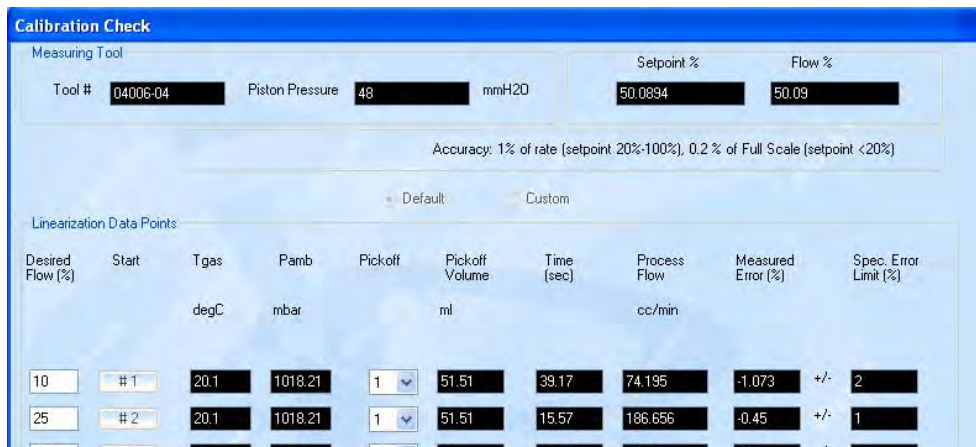 Calibration Check
Measuring Tool
Setpoint % Flow %
Tool # 04006-04 Piston Pressure 48 mmH2O 50.0894 50.09
Accuracy: 1% of rate (setpoint 20%-100%), 0.2 % of Full Scale (setpoint <20%)
Default Custom
Linearization Data Points
Desired Start Tgas Pamb Pickoff Pickoff Time Process Measured Spec. Error
Flow (%) Volume (sec) Flow Error (%) Limit (%)
degC mbar ml cc/min
10 # 1 20.1 1018.21 1 51.51 39.17 74.195 -1.073 +/- 2
25 # 2 20.1 1018.21 1 51.51 15.57 186.656 -0.45 +/- 1